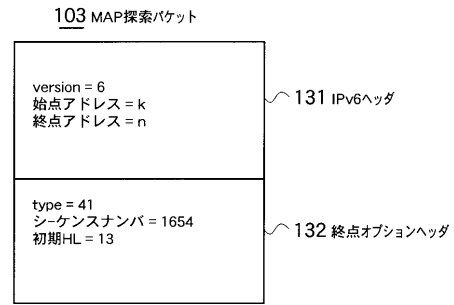 103 MAP探索パケット
version = 6
始点アドレス = k
終点アドレス = n
131 IPv6ヘッダ
type = 41
シーケンスナンバ = 1654
初期HL = 13
132 終点オプションヘッダ